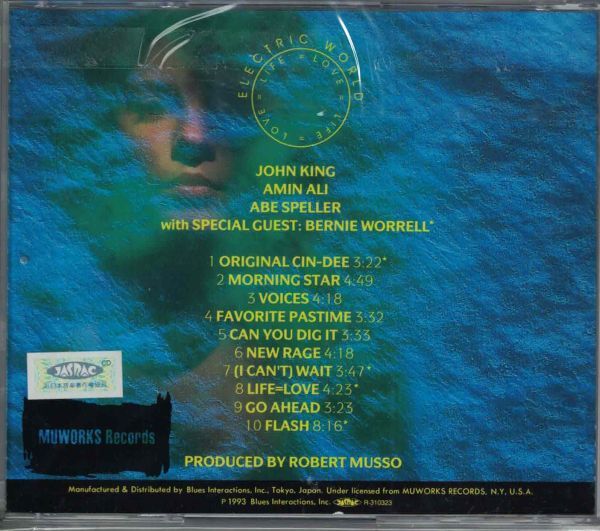 ELECTRIC WORLD
LIFE = LOVE = LIFE = LOVE =
JOHN KING
AMIN ALI
ABE SPELLER
with SPECIAL GUEST: BERNIE WORRELL*
1 ORIGINAL CIN-DEE 3:22*
2 MORNING STAR 4:49
3 VOICES 4:18
4 FAVORITE PASTIME 3:32
5 CAN YOU DIG IT 3:33
6 NEW RAGE 4:18
7 (I CAN'T) WAIT 3:47*
8 LIFE=LOVE 4:23*
9 GO AHEAD 3:23
10 FLASH 8:16*
JASRAC
CD
MUWORKS Records
PRODUCED BY ROBERT MUSSO
Manufactured & Distributed by Blues Interactions, Inc., Tokyo, Japan. Under licensed from MUWORKS RECORDS, N.Y, U.S.A.
P 1993 Blues Interactions, Inc. JASRAC R-310323